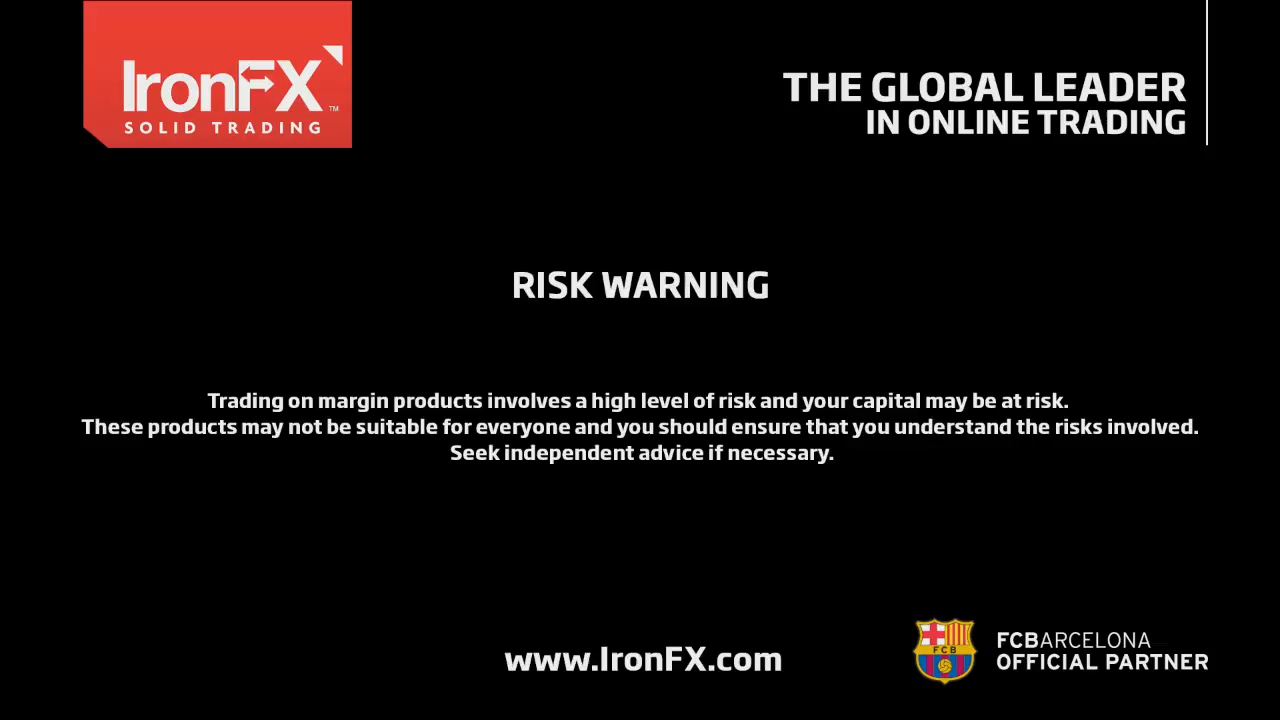 IronFX
™
SOLID TRADING
THE GLOBAL LEADER
IN ONLINE TRADING
RISK WARNING
Trading on margin products involves a high level of risk and your capital may be at risk.
These products may not be suitable for everyone and you should ensure that you understand the risks involved.
Seek independent advice if necessary.
www.IronFX.com
FCB
FCBARCELONA
OFFICIAL PARTNER